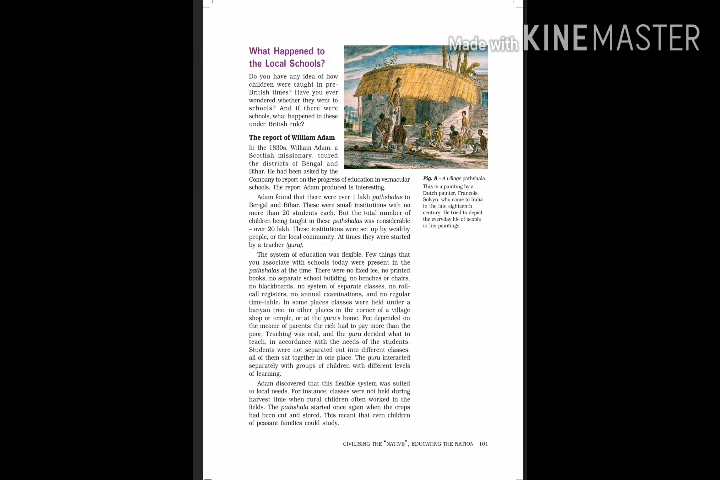 Made with KINEMASTER
What Happened to
the Local Schools?
Do you have any idea of how
children were taught in pre-
British times? Have you ever
wondered whether they went to
schools? And if there were
schools, what happened to these
under British rule?
The report of William Adam
In the 1830s, William Adam, a
Scottish missionary, toured
the districts of Bengal and
Bihar. He had been asked by the
Company to report on the progress of education in vernacular
schools. The report Adam produced is interesting.
Adam found that there were over 1 lakh pathshalas in
Bengal and Bihar. These were small institutions with no
more than 20 students each. But the total number of
children being taught in these pathshalas was considerable
– over 20 lakh. These institutions were set up by wealthy
people, or the local community. At times they were started
by a teacher (guru).
The system of education was flexible. Few things that
you associate with schools today were present in the
pathshalas at the time. There were no fixed fee, no printed
books, no separate school building, no benches or chairs,
no blackboards, no system of separate classes, no roll-
call registers, no annual examinations, and no regular
time-table. In some places classes were held under a
banyan tree, in other places in the corner of a village
shop or temple, or at the guru's home. Fee depended on
the income of parents: the rich had to pay more than the
poor. Teaching was oral, and the guru decided what to
teach, in accordance with the needs of the students.
Students were not separated out into different classes:
all of them sat together in one place. The guru interacted
separately with groups of children with different levels
of learning.
Adam discovered that this flexible system was suited
to local needs. For instance, classes were not held during
harvest time when rural children often worked in the
fields. The pathshala started once again when the crops
had been cut and stored. This meant that even children
of peasant families could study.
Fig. 8 – A village pathshala
This is a painting by a
Dutch painter, Francois
Solvyn, who came to India
in the late eighteenth
century. He tried to depict
the everyday life of people
in his paintings.
CIVILISING THE "NATIVE", EDUCATING THE NATION 101